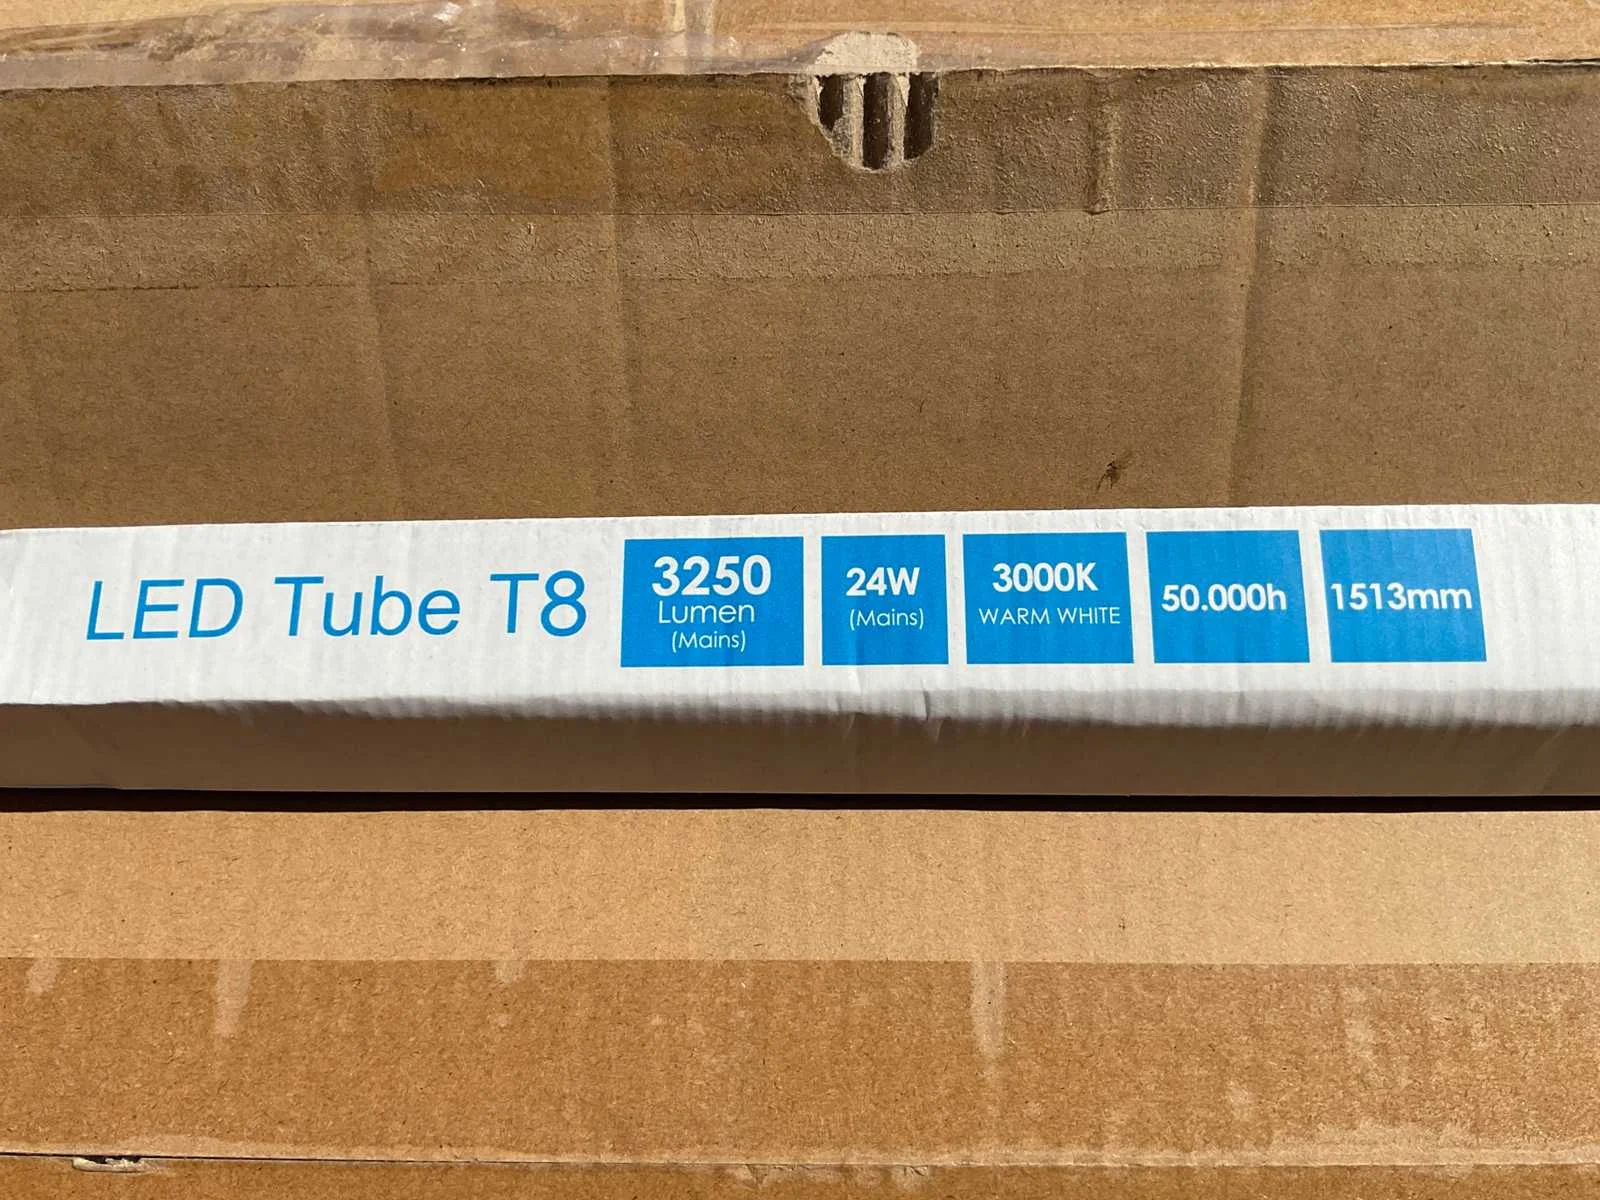 LED Tube T8
3250
Lumen
(Mains)
24W
(Mains)
3000K
WARM WHITE
50.000h
1513mm